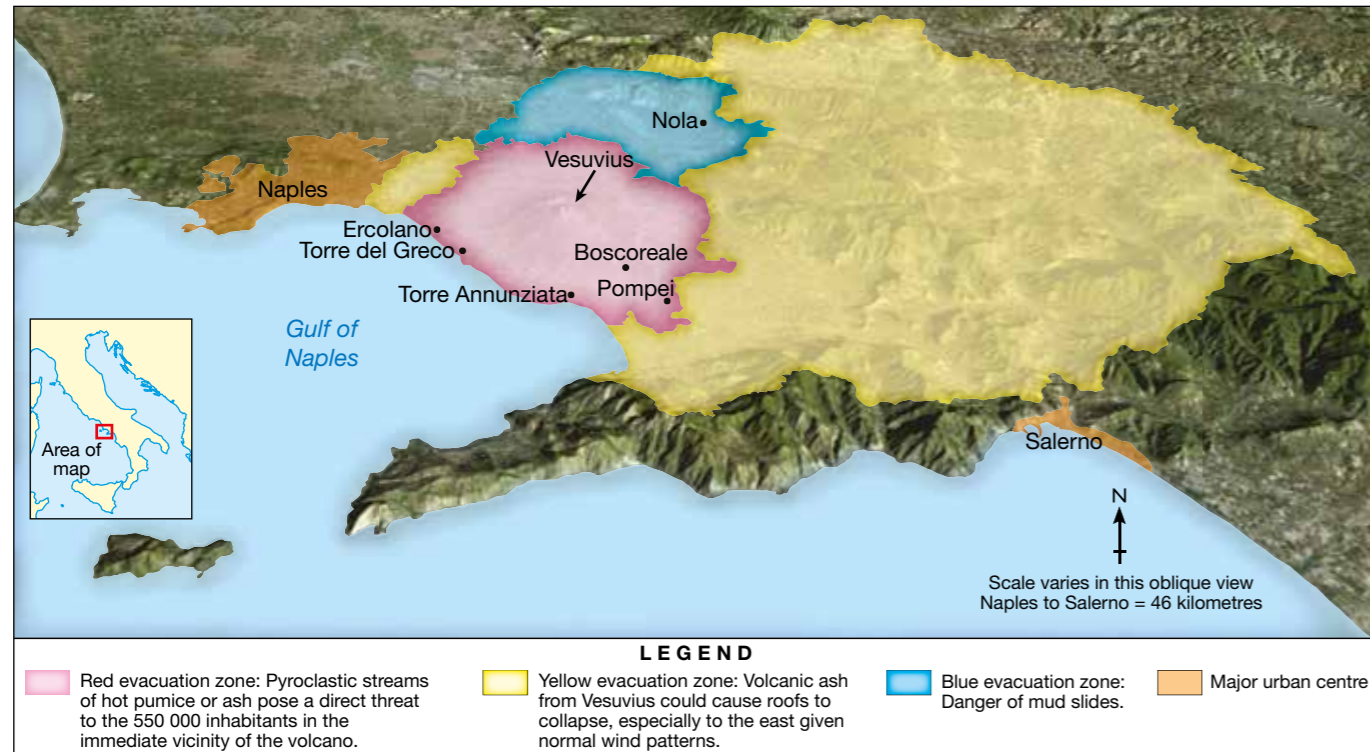 Nola
Vesuvius
Naples
Ercolano
Torre del Greco
Boscoreale
Torre Annunziata
Pompei
Gulf of
Naples
Area of
map
Salerno
N
Scale varies in this oblique view
Naples to Salerno = 46 kilometres
LEGEND
Red evacuation zone: Pyroclastic streams
of hot pumice or ash pose a direct threat
to the 550 000 inhabitants in the
immediate vicinity of the volcano.
Yellow evacuation zone: Volcanic ash
from Vesuvius could cause roofs to
collapse, especially to the east given
normal wind patterns.
Blue evacuation zone:
Danger of mud slides.
Major urban centre